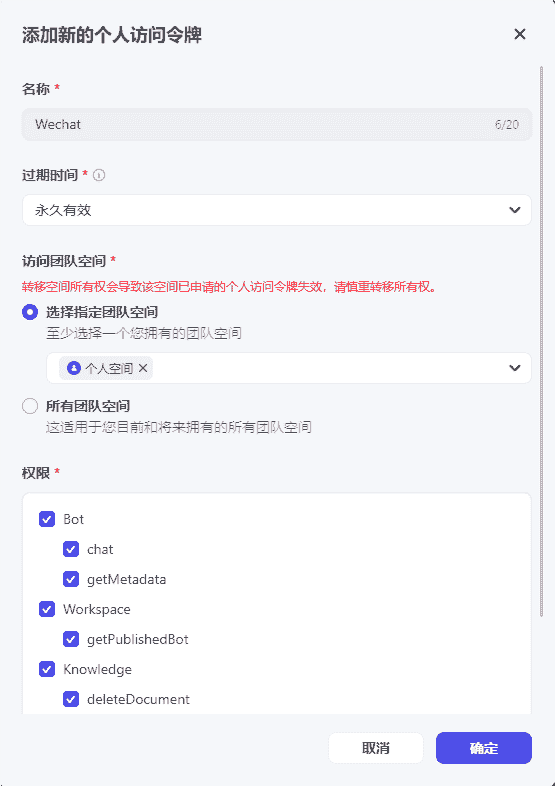 添加新的个人访问令牌
名称 *
Wechat 6/20
过期时间 *
永久有效
访问团队空间 *
转移空间所有权会导致该空间已申请的个人访问令牌失效，请慎重转移所有权。
选择指定团队空间
至少选择一个您拥有的团队空间
个人空间
所有团队空间
这适用于您目前和将来拥有的所有团队空间
权限 *
Bot
chat
getMetadata
Workspace
getPublishedBot
Knowledge
deleteDocument
取消 确定